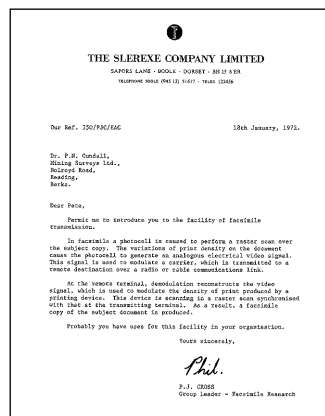 THE SLEREXE COMPANY LIMITED
SAPORS LANE - BOOLE - DORSET - BH 25 8 ER
TELEPHONE BOOLE (945 13) 51617 - TELEX 123456
Our Ref. 350/PJC/EAC 18th January, 1972.
Dr. P.N. Cundall,
Mining Surveys Ltd.,
Holroyd Road,
Reading,
Berks.
Dear Pete,
Permit me to introduce you to the facility of facsimile
transmission.
In facsimile a photocell is caused to perform a raster scan over
the subject copy. The variations of print density on the document
cause the photocell to generate an analogous electrical video signal.
This signal is used to modulate a carrier, which is transmitted to a
remote destination over a radio or cable communications link.
At the remote terminal, demodulation reconstructs the video
signal, which is used to modulate the density of print produced by a
printing device. This device is scanning in a raster scan synchronised
with that at the transmitting terminal. As a result, a facsimile
copy of the subject document is produced.
Probably you have uses for this facility in your organisation.
Yours sincerely,
Phil.
P.J. CROSS
Group Leader - Facsimile Research